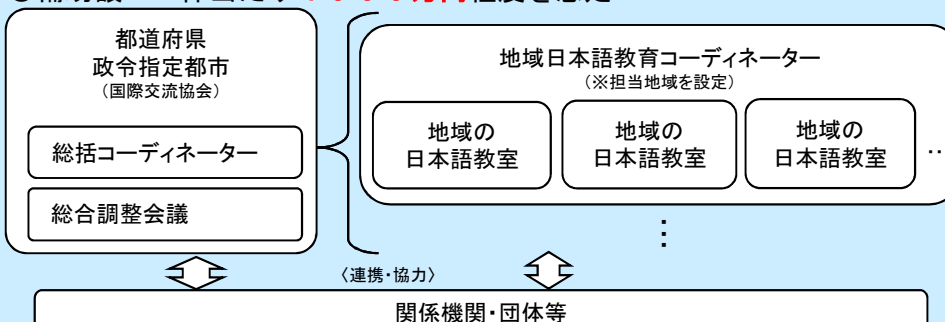 都道府県
政令指定都市
（国際交流協会）
総括コーディネーター
総合調整会議
地域日本語教育コーディネーター
（※担当地域を設定）
地域の
日本語教室
地域の
日本語教室
地域の
日本語教室
…
⋮
〈連携・協力〉
関係機関・団体等